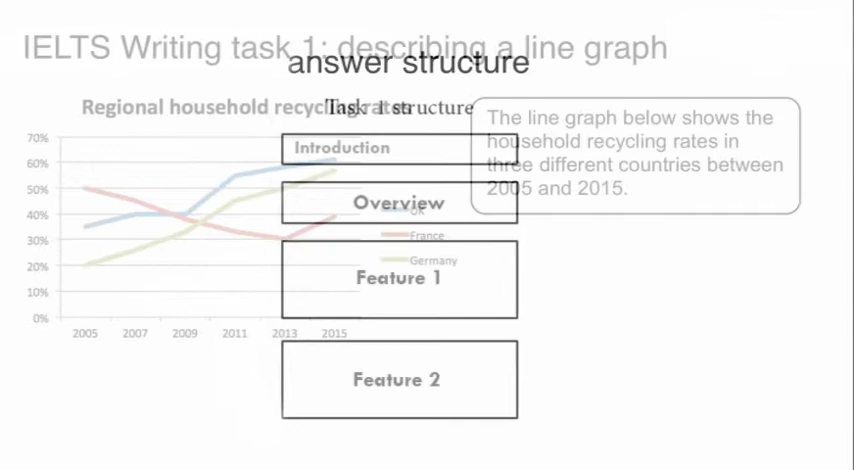 IELTS Writing task 1: describing a line graph
answer structure
Regional household recycling rates
Task 1 structure
The line graph below shows the
household recycling rates in
three different countries between
2005 and 2015.
70%
60%
50%
40%
30%
20%
10%
0%
2005 2007 2009 2011 2013 2015
UK
France
Germany
Introduction
Overview
Feature 1
Feature 2